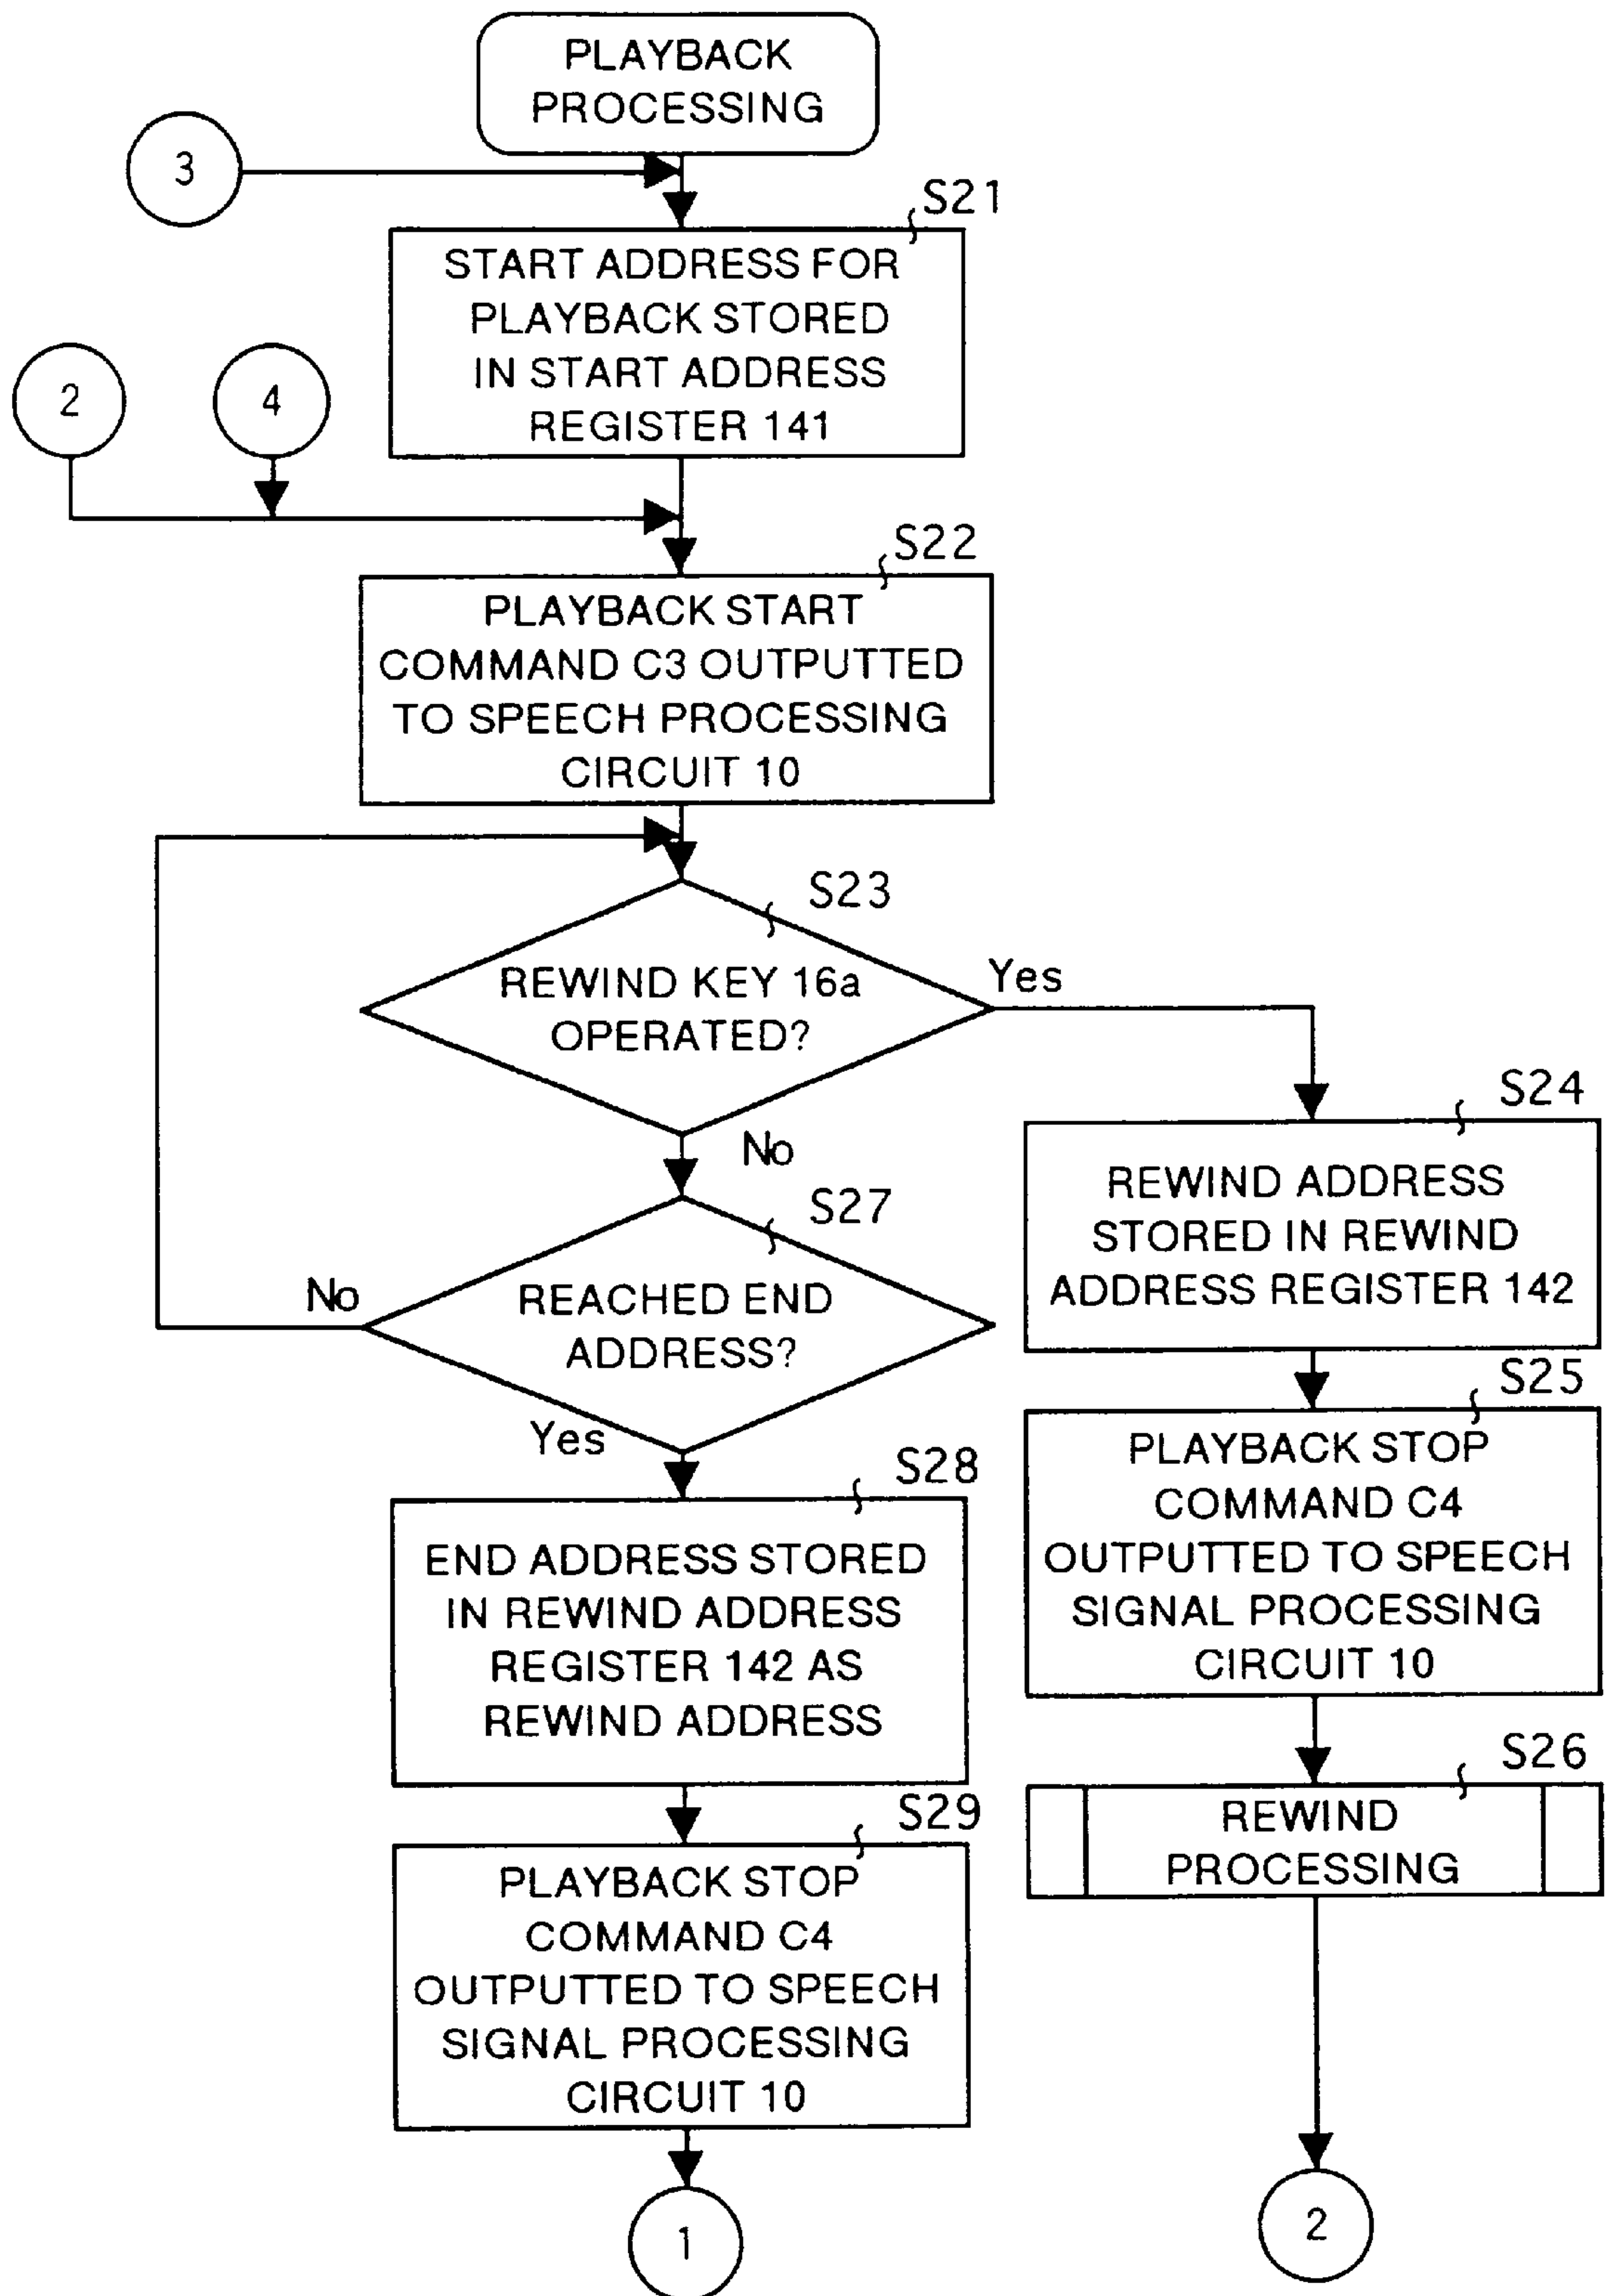 PLAYBACK
PROCESSING
3
S21
START ADDRESS FOR
PLAYBACK STORED
IN START ADDRESS
REGISTER 141
2
4
S22
PLAYBACK START
COMMAND C3 OUTPUTTED
TO SPEECH PROCESSING
CIRCUIT 10
S23
REWIND KEY 16a
OPERATED?
Yes
No
S24
REWIND ADDRESS
STORED IN REWIND
ADDRESS REGISTER 142
S27
REACHED END
ADDRESS?
No
Yes
S25
PLAYBACK STOP
COMMAND C4
OUTPUTTED TO SPEECH
SIGNAL PROCESSING
CIRCUIT 10
S28
END ADDRESS STORED
IN REWIND ADDRESS
REGISTER 142 AS
REWIND ADDRESS
S26
REWIND
PROCESSING
S29
PLAYBACK STOP
COMMAND C4
OUTPUTTED TO SPEECH
SIGNAL PROCESSING
CIRCUIT 10
1
2